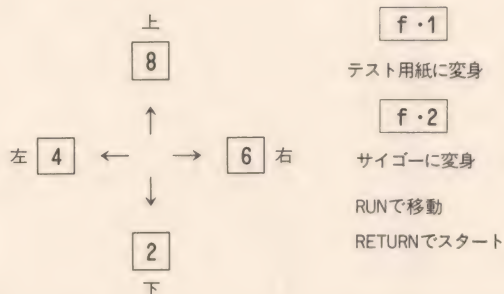 上
8
左 4 ← → 6 右
↑
↓
2
下
f・1
テスト用紙に変身
f・2
サイゴーに変身
RUNで移動
RETURNでスタート